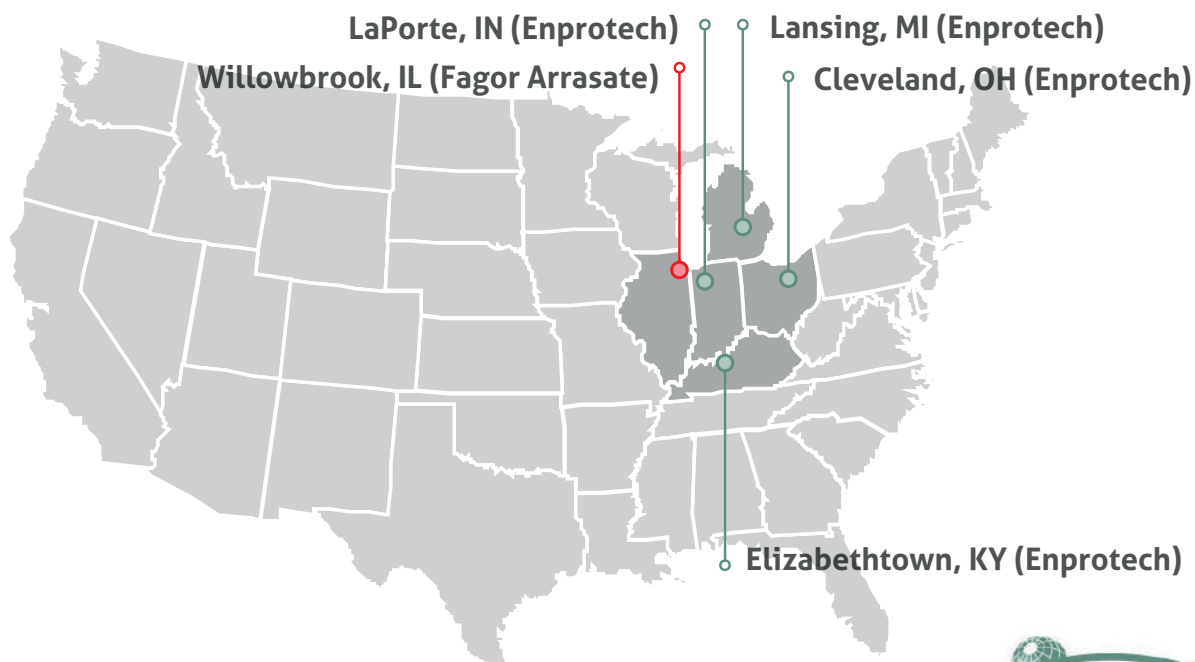 LaPorte, IN (Enprotech)
Lansing, MI (Enprotech)
Willowbrook, IL (Fagor Arrasate)
Cleveland, OH (Enprotech)
Elizabethtown, KY (Enprotech)